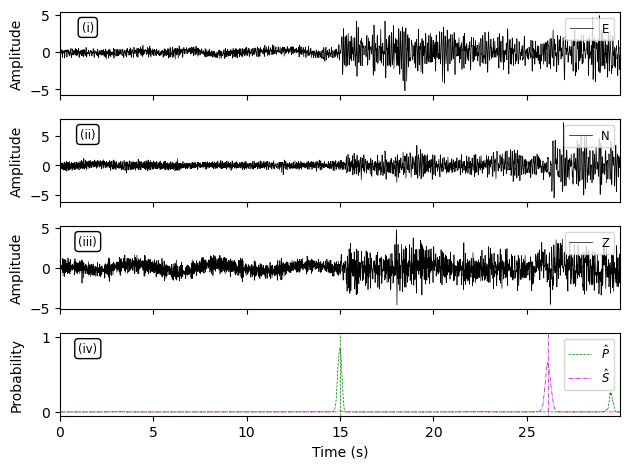 5
0
−5
Amplitude
(i)
E
5
0
−5
Amplitude
(ii)
N
5
0
−5
Amplitude
(iii)
Z
1
0
Probability
(iv)
P̂
Ŝ
0 5 10 15 20 25
Time (s)